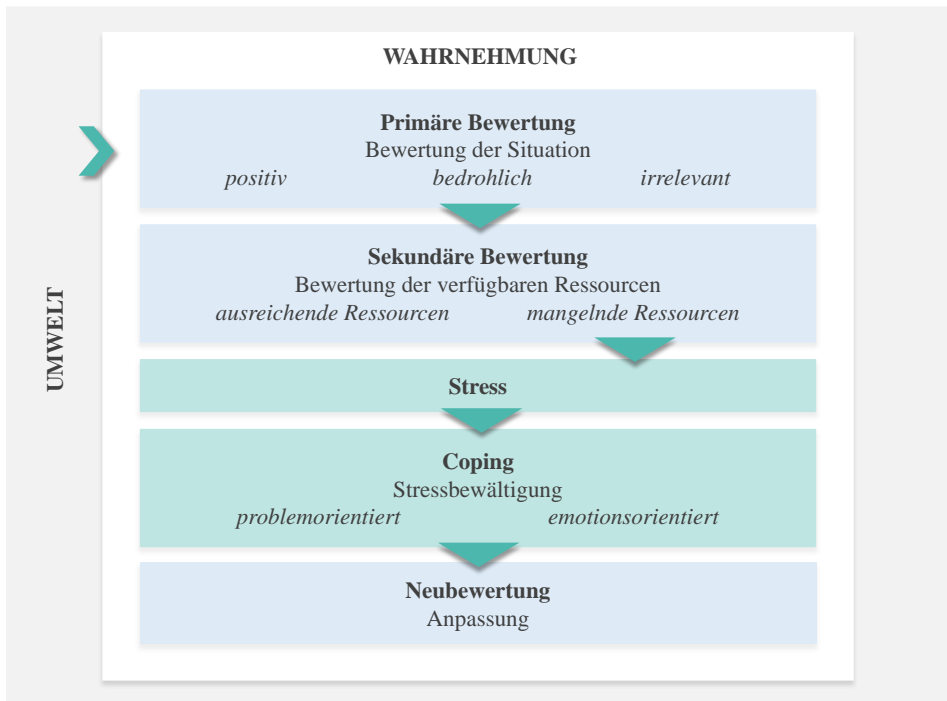 WAHRNEHMUNG
Primäre Bewertung
Bewertung der Situation
positiv bedrohlich irrelevant
Sekundäre Bewertung
Bewertung der verfügbaren Ressourcen
ausreichende Ressourcen mangelnde Ressourcen
UMWELT
Stress
Coping
Stressbewältigung
problemorientiert emotionsorientiert
Neubewertung
Anpassung